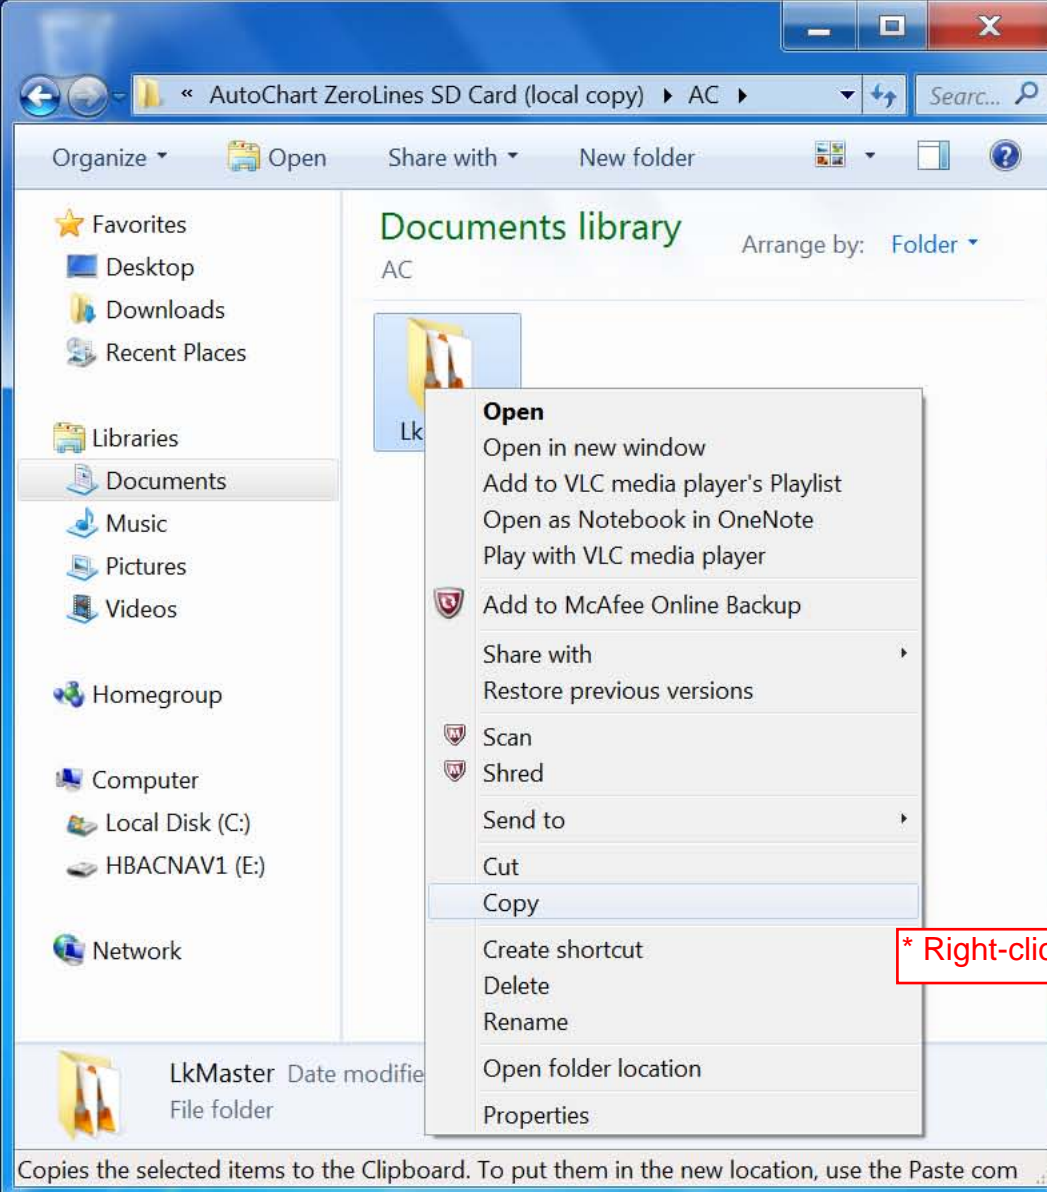 « AutoChart ZeroLines SD Card (local copy) AC
Searc...
Organize Open Share with New folder
Favorites
Desktop
Downloads
Recent Places
Libraries
Documents
Music
Pictures
Videos
Homegroup
Computer
Local Disk (C:)
HBACNAV1 (E:)
Network
Documents library
AC
Arrange by: Folder
Lk
Open
Open in new window
Add to VLC media player's Playlist
Open as Notebook in OneNote
Play with VLC media player
Add to McAfee Online Backup
Share with
Restore previous versions
Scan
Shred
Send to
Cut
Copy
Create shortcut
Delete
Rename
Open folder location
Properties
* Right-clic
LkMaster Date modifie
File folder
Copies the selected items to the Clipboard. To put them in the new location, use the Paste com